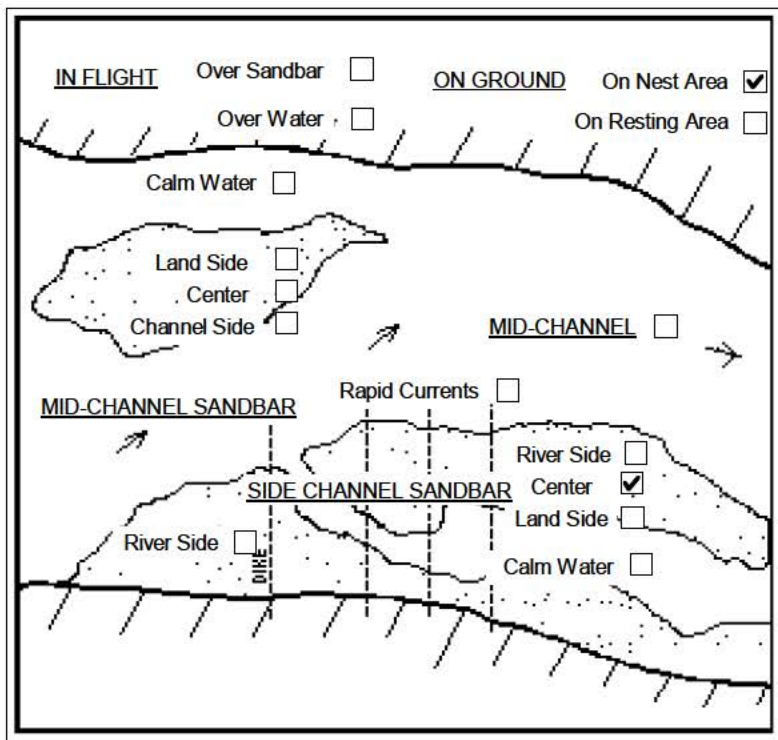 IN FLIGHT
Over Sandbar
ON GROUND
On Nest Area
Over Water
On Resting Area
Calm Water
Land Side
Center
Channel Side
MID-CHANNEL
Rapid Currents
MID-CHANNEL SANDBAR
River Side
SIDE CHANNEL SANDBAR
Center
Land Side
River Side
DIKE
Calm Water